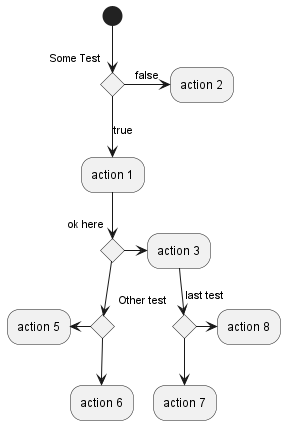 Some Test
false
action 2
true
action 1
ok here
action 3
Other test
last test
action 5
action 8
action 6
action 7